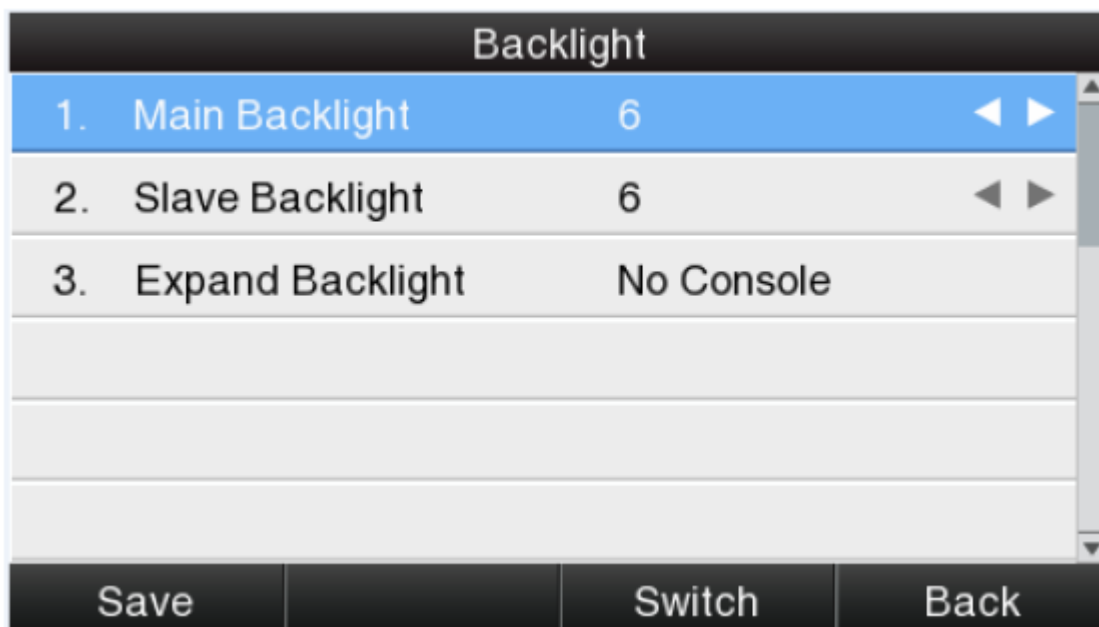 Backlight
1. Main Backlight 6
2. Slave Backlight 6
3. Expand Backlight No Console
Save Switch Back